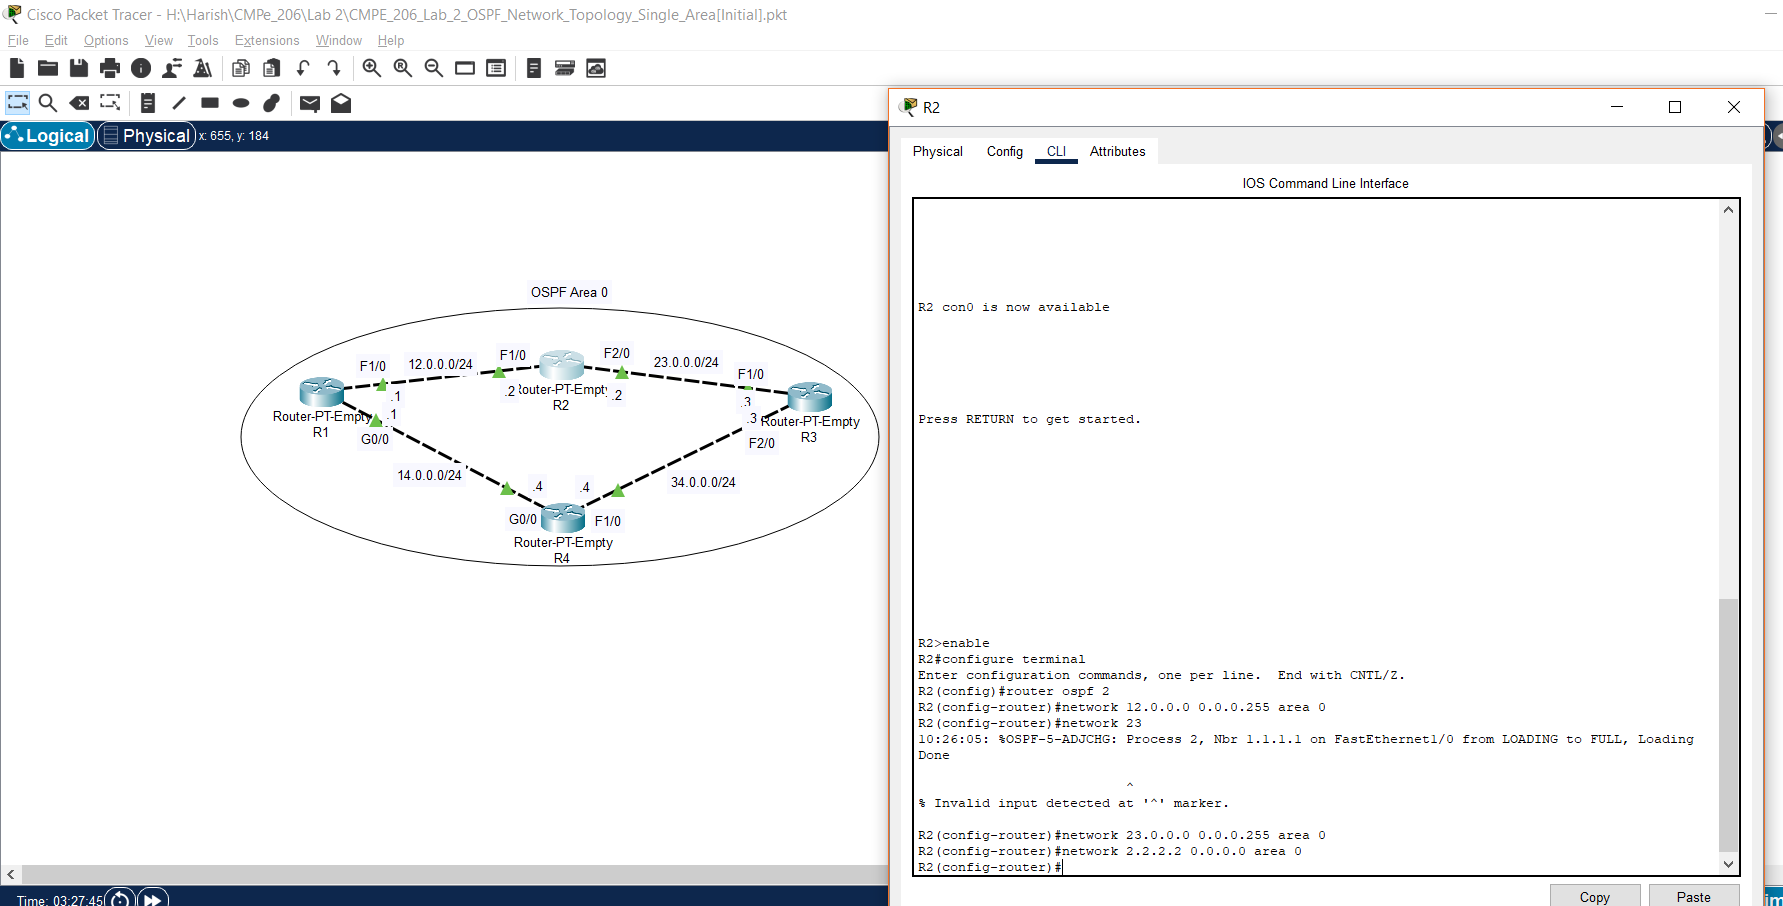 Cisco Packet Tracer - H:\Harish\CMPe_206\Lab 2\CMPE_206_Lab_2_OSPF_Network_Topology_Single_Area[Initial].pkt
File Edit Options View Tools Extensions Window Help
Logical Physical x: 655, y: 184
OSPF Area 0
F1/0 12.0.0.0/24 F1/0 F2/0 23.0.0.0/24 F1/0
.1 .2 .2 .3
Router-PT-Empty
R2
Router-PT-Empty
R1
.1
G0/0
.3
Router-PT-Empty
R3
F2/0
14.0.0.0/24 .4 .4 34.0.0.0/24
G0/0 F1/0
Router-PT-Empty
R4
Time: 03:27:45
R2
Physical Config CLI Attributes
IOS Command Line Interface
R2 con0 is now available
Press RETURN to get started.
R2>enable
R2#configure terminal
Enter configuration commands, one per line.  End with CNTL/Z.
R2(config)#router ospf 2
R2(config-router)#network 12.0.0.0 0.0.0.255 area 0
R2(config-router)#network 23
10:26:05: %OSPF-5-ADJCHG: Process 2, Nbr 1.1.1.1 on FastEthernet1/0 from LOADING to FULL, Loading
Done
^
% Invalid input detected at '^' marker.
R2(config-router)#network 23.0.0.0 0.0.0.255 area 0
R2(config-router)#network 2.2.2.2 0.0.0.0 area 0
R2(config-router)#
Copy Paste